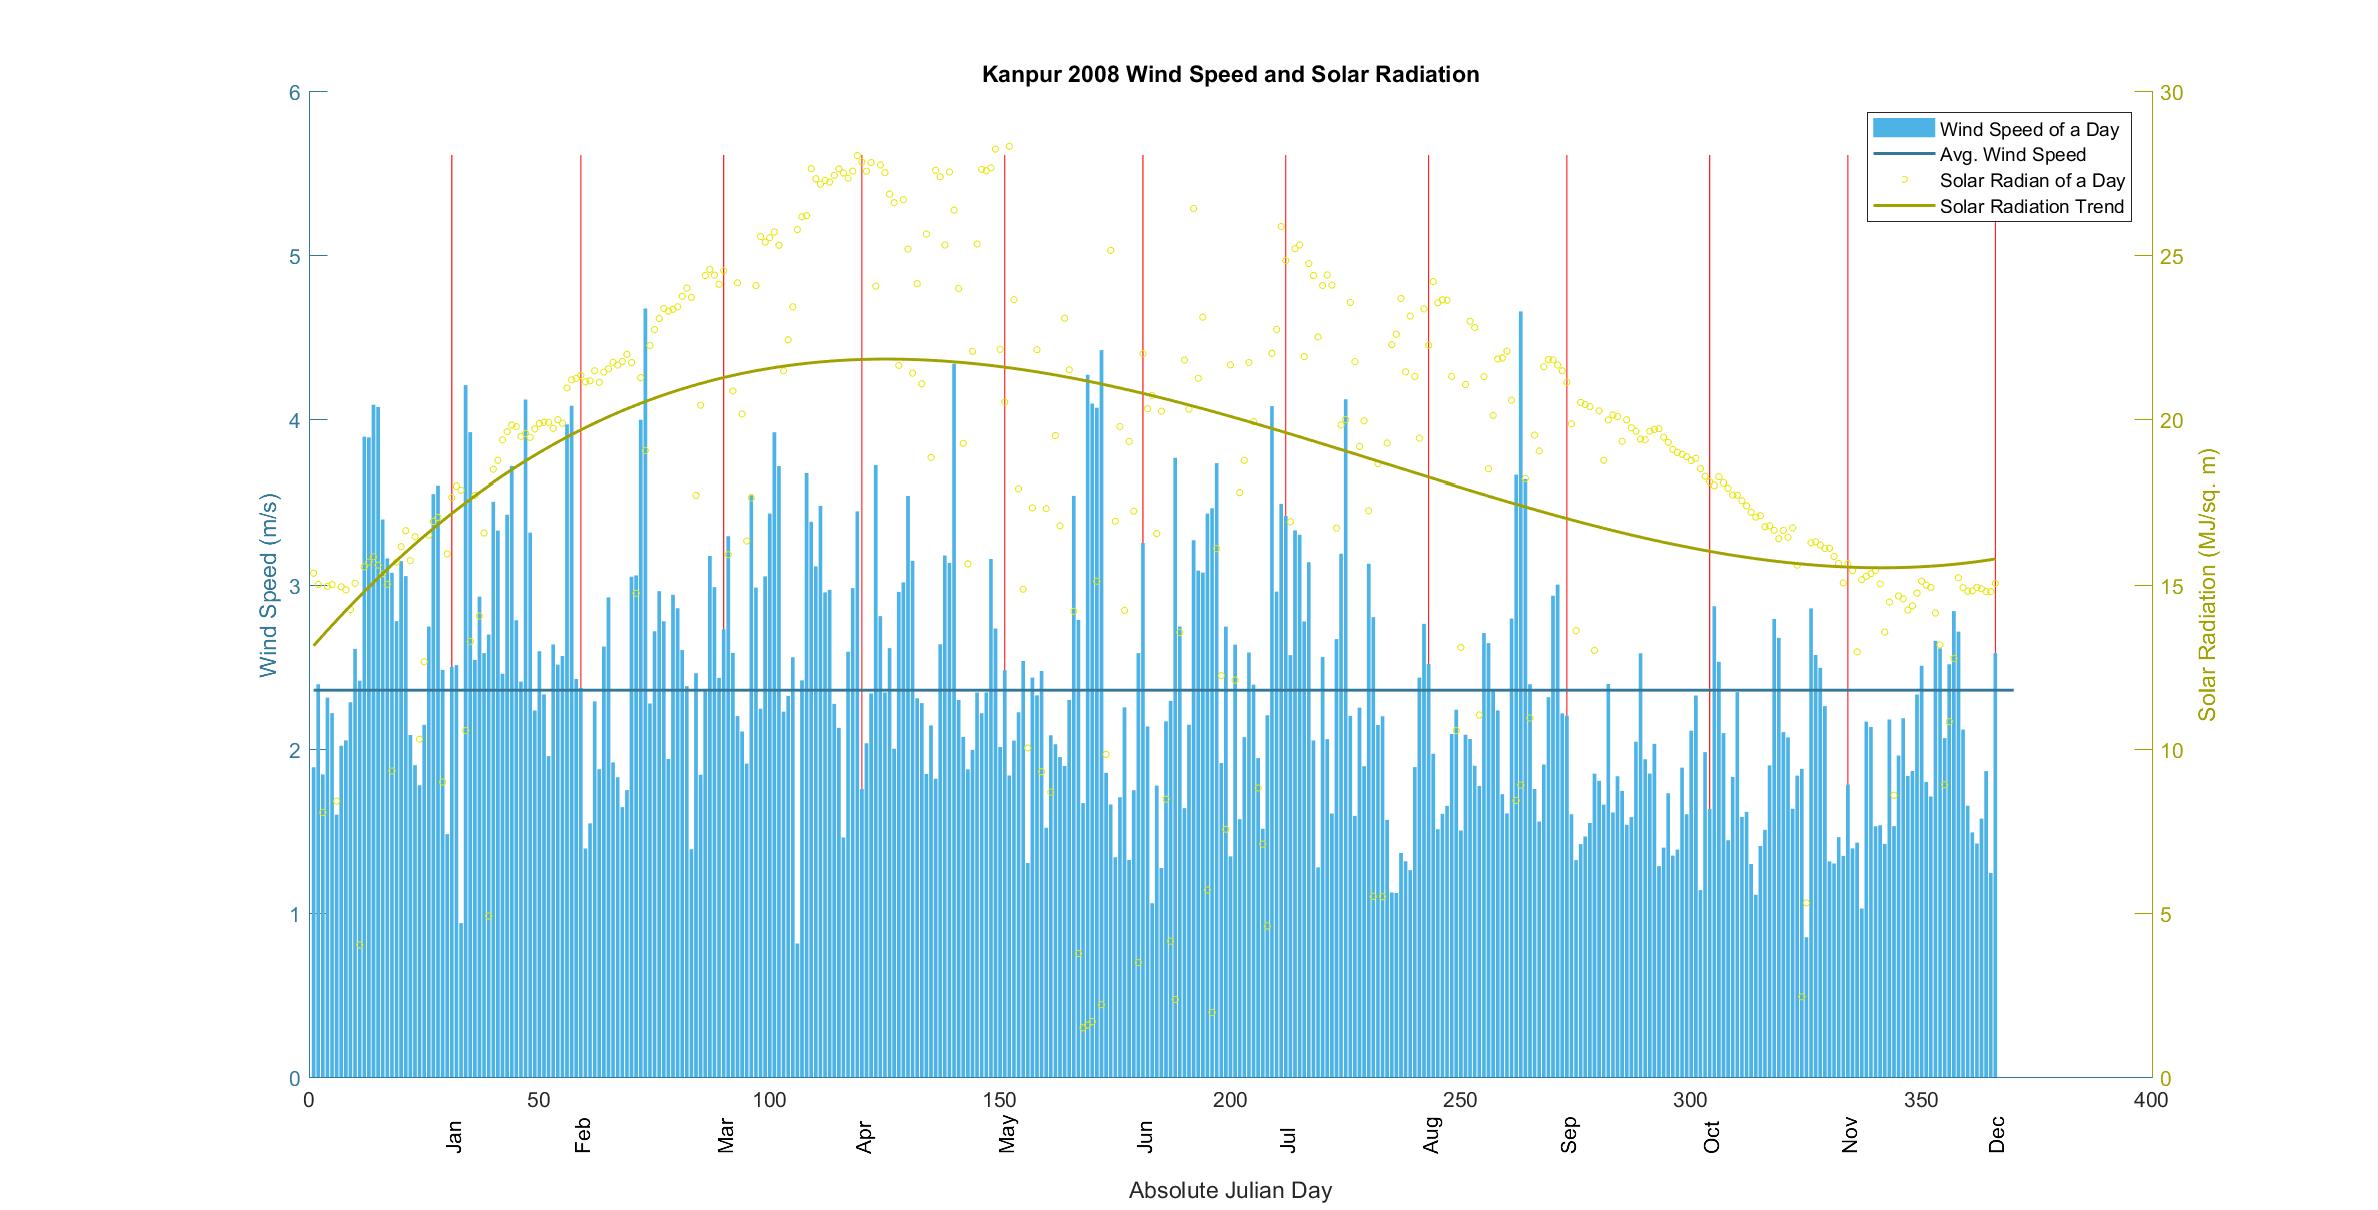 Kanpur 2008 Wind Speed and Solar Radiation
Wind Speed of a Day
Avg. Wind Speed
Solar Radian of a Day
Solar Radiation Trend
Wind Speed (m/s)
6
5
4
3
2
1
0
Solar Radiation (MJ/sq. m)
30
25
20
15
10
5
0
0 50 100 150 200 250 300 350 400
Jan Feb Mar Apr May Jun Jul Aug Sep Oct Nov Dec
Absolute Julian Day